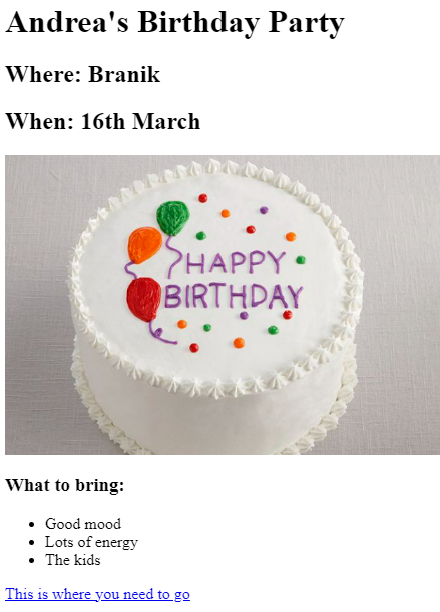 Andrea's Birthday Party
Where: Branik
When: 16th March
HAPPY
BIRTHDAY
What to bring:
Good mood
Lots of energy
The kids
This is where you need to go